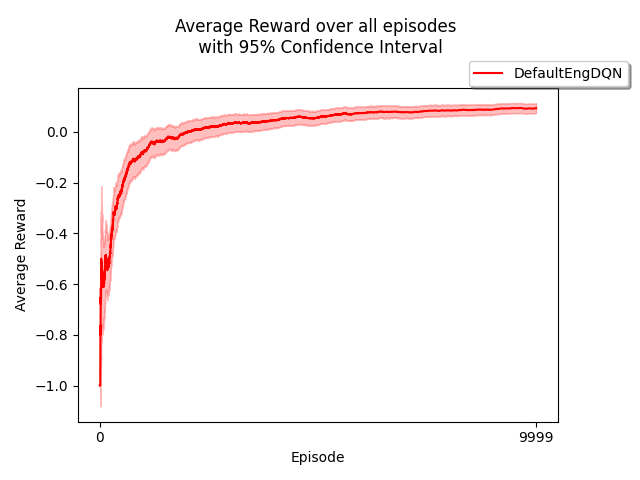 Average Reward over all episodes
with 95% Confidence Interval
DefaultEngDQN
0.0
−0.2
−0.4
−0.6
−0.8
−1.0
Average Reward
0
9999
Episode